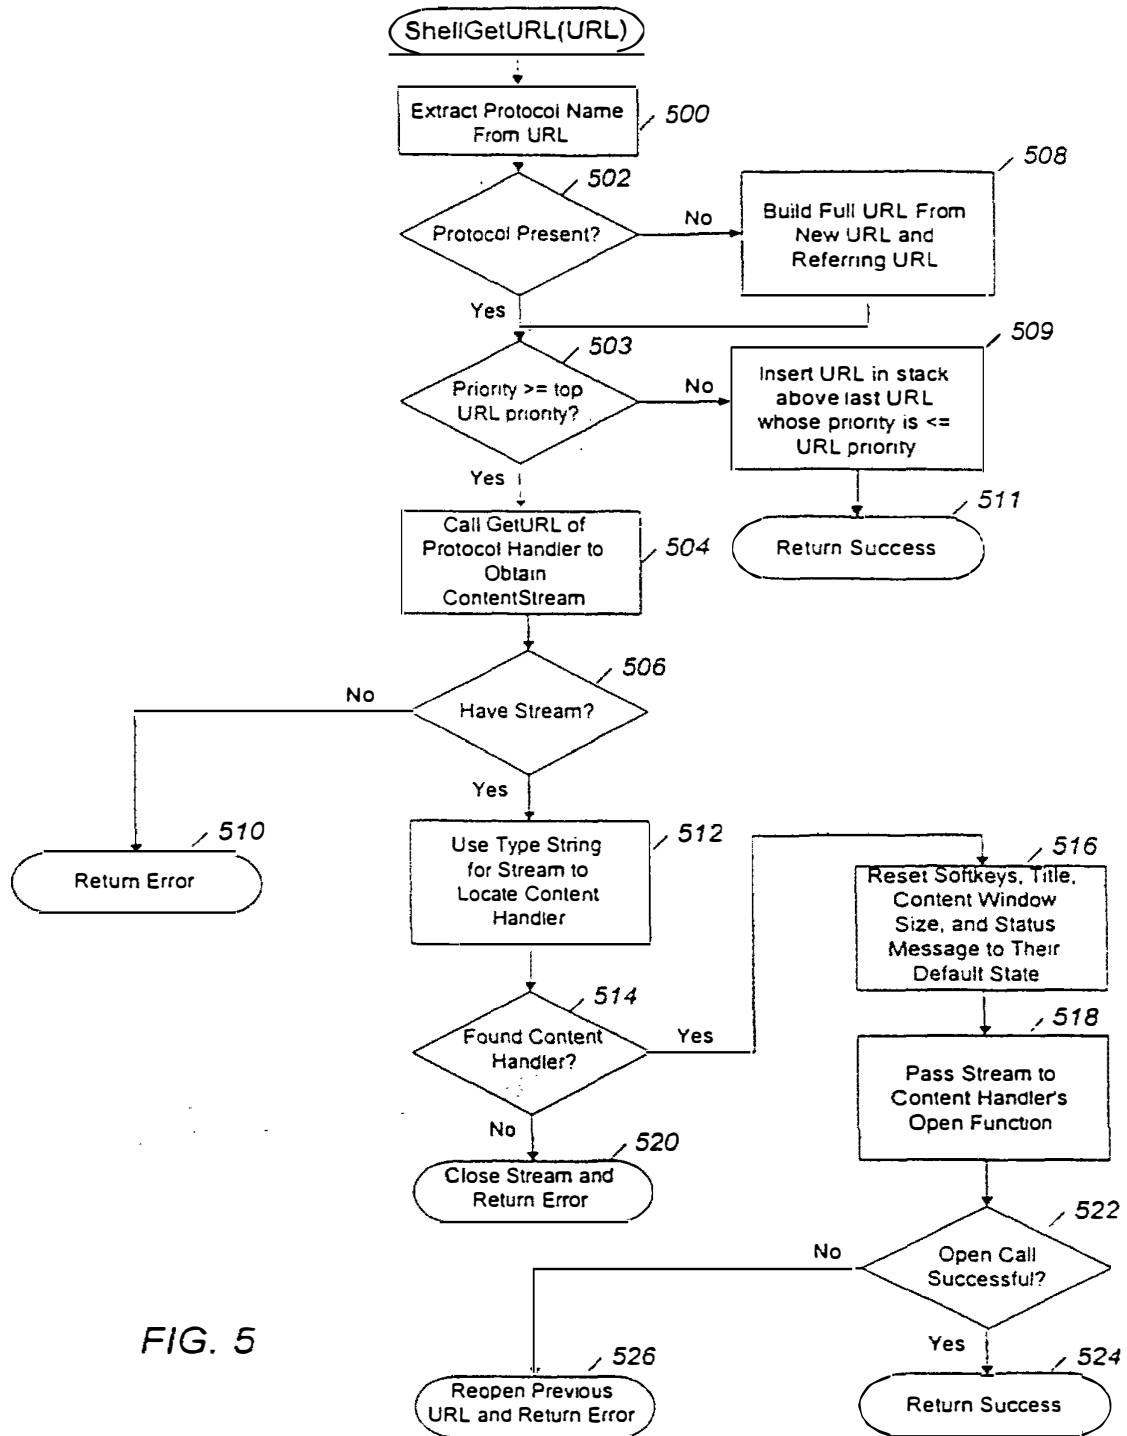 ShellGetURL(URL)
Extract Protocol Name
From URL
500
502
Protocol Present?
No
508
Build Full URL From
New URL and
Referring URL
Yes
503
Priority >= top
URL priority?
No
509
Insert URL in stack
above last URL
whose priority is <=
URL priority
Yes
511
Return Success
Call GetURL of
Protocol Handler to
Obtain
ContentStream
504
506
Have Stream?
No
Yes
510
Return Error
Use Type String
for Stream to
Locate Content
Handler
512
516
Reset Softkeys, Title,
Content Window
Size, and Status
Message to Their
Default State
514
Found Content
Handler?
Yes
No
518
Pass Stream to
Content Handler's
Open Function
520
Close Stream and
Return Error
522
Open Call
Successful?
No
Yes
526
Reopen Previous
URL and Return Error
524
Return Success
FIG. 5